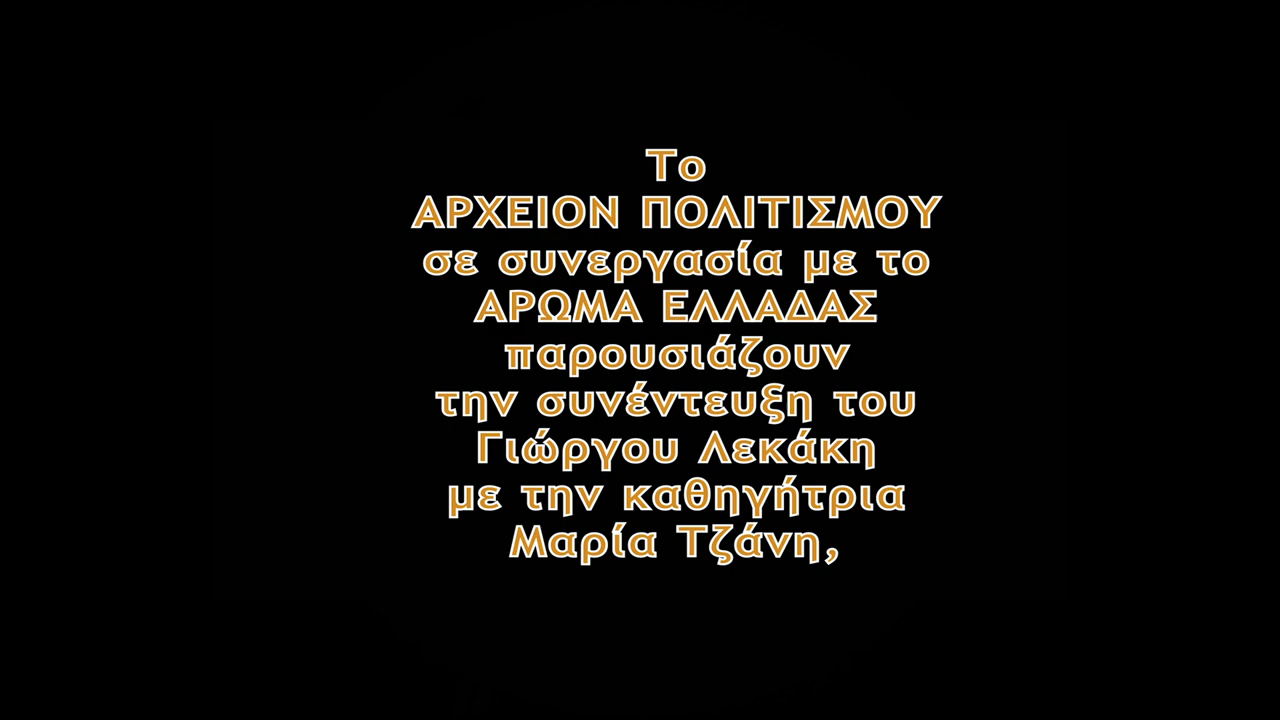 Το
ΑΡΧΕΙΟΝ ΠΟΛΙΤΙΣΜΟΥ
σε συνεργασία με το
ΑΡΩΜΑ ΕΛΛΑΔΑΣ
παρουσιάζουν
την συνέντευξη του
Γιώργου Λεκάκη
με την καθηγήτρια
Μαρία Τζάνη,